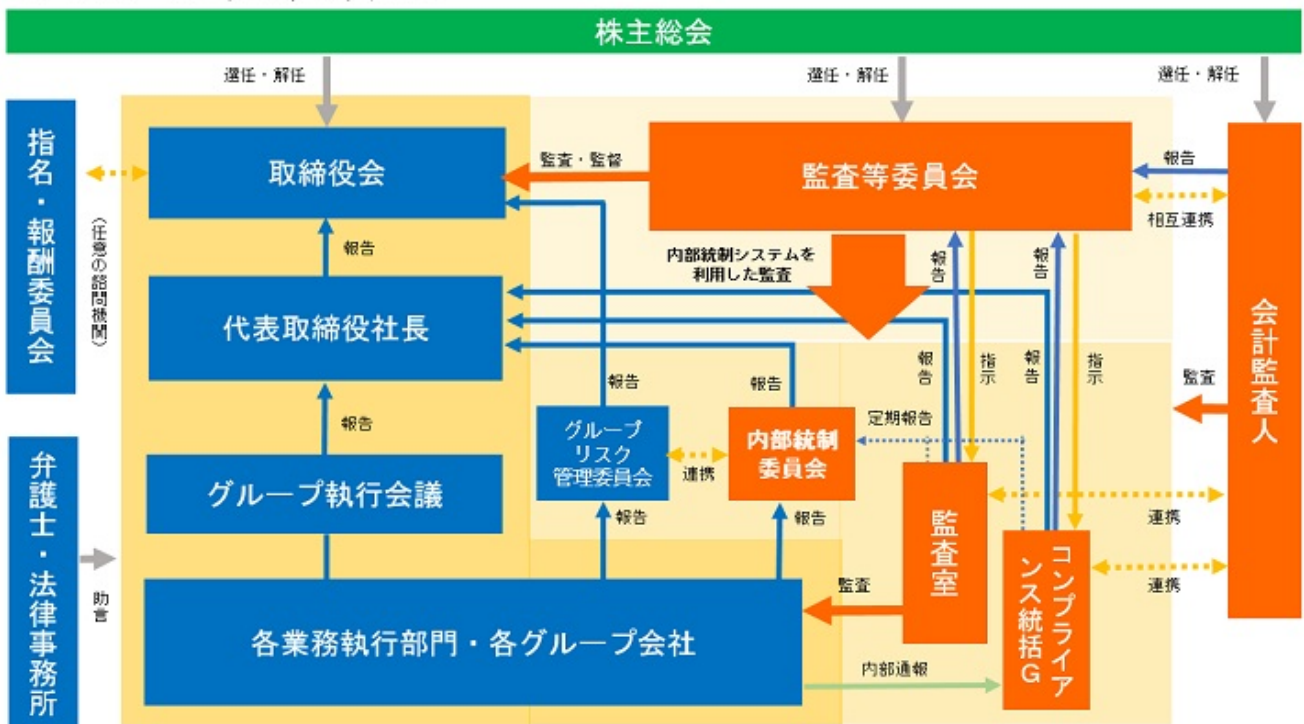 株主総会
選任・解任
選任・解任
選任・解任
指名・報酬委員会
(任意の諮問機関)
取締役会
監査・監督
監査等委員会
報告
相互連携
会計監査人
報告
内部統制システムを
利用した監査
報告
報告
代表取締役社長
報告
指示
報告
指示
監査
報告
報告
報告
定期報告
グループ
リスク
管理委員会
連携
内部統制
委員会
弁護士・法律事務所
助言
グループ執行会議
報告
報告
監査室
連携
コンプライア
ンス統括G
連携
監査
各業務執行部門・各グループ会社
内部通報